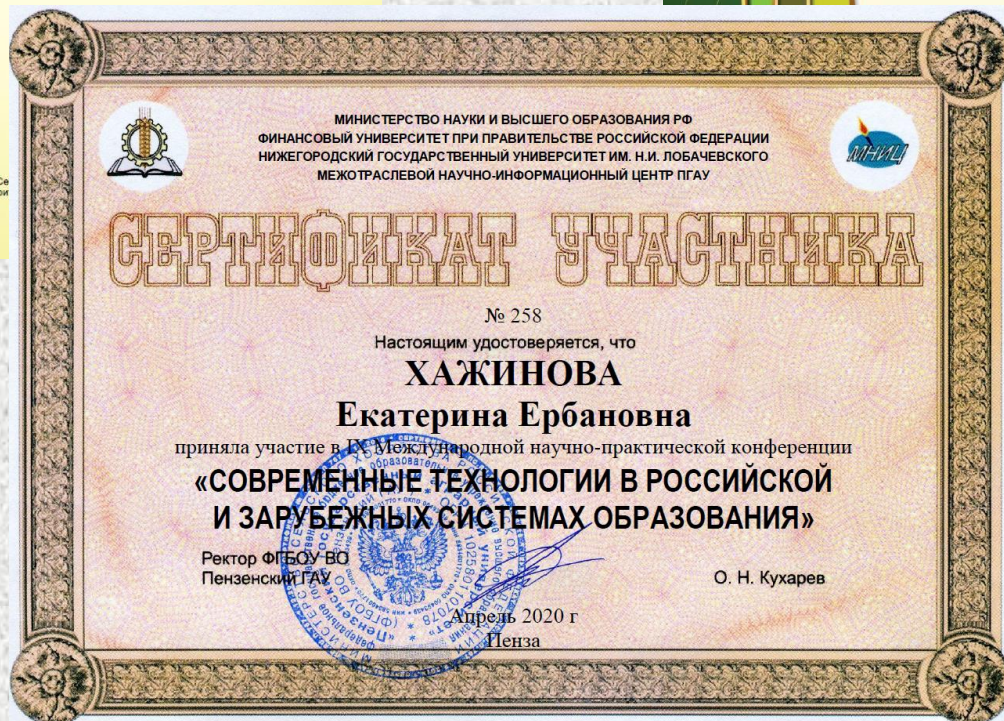 МИНИСТЕРСТВО НАУКИ И ВЫСШЕГО ОБРАЗОВАНИЯ РФ
ФИНАНСОВЫЙ УНИВЕРСИТЕТ ПРИ ПРАВИТЕЛЬСТВЕ РОССИЙСКОЙ ФЕДЕРАЦИИ
НИЖЕГОРОДСКИЙ ГОСУДАРСТВЕННЫЙ УНИВЕРСИТЕТ ИМ. Н.И. ЛОБАЧЕВСКОГО
МЕЖОТРАСЛЕВОЙ НАУЧНО-ИНФОРМАЦИОННЫЙ ЦЕНТР ПГАУ
МНИЦ
СЕРТИФИКАТ УЧАСТНИКА
№ 258
Настоящим удостоверяется, что
ХАЖИНОВА
Екатерина Ербановна
приняла участие в IX Международной научно-практической конференции
«СОВРЕМЕННЫЕ ТЕХНОЛОГИИ В РОССИЙСКОЙ
И ЗАРУБЕЖНЫХ СИСТЕМАХ ОБРАЗОВАНИЯ»
Ректор ФГБОУ ВО
Пензенский ГАУ
О. Н. Кухарев
Апрель 2020 г
Пенза